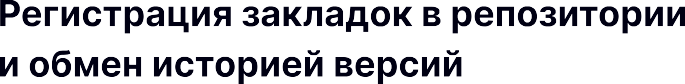 Регистрация закладок в репозитории
и обмен историей версий